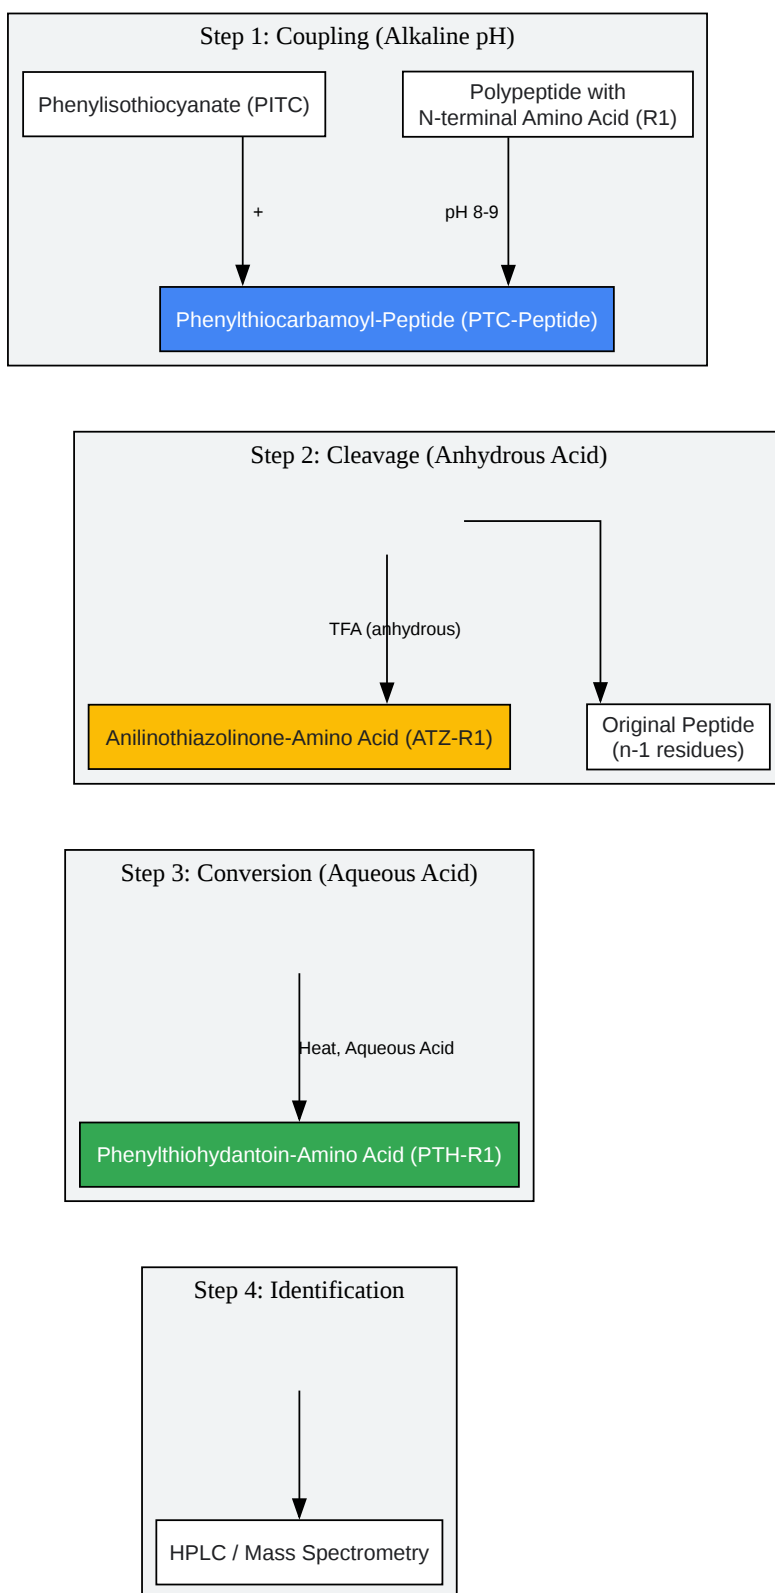 Step 1: Coupling (Alkaline pH)
Phenylisothiocyanate (PITC)
Polypeptide with
N-terminal Amino Acid (R1)
+
pH 8-9
Phenylthiocarbamoyl-Peptide (PTC-Peptide)
Step 2: Cleavage (Anhydrous Acid)
TFA (anhydrous)
Anilinothiazolinone-Amino Acid (ATZ-R1)
Original Peptide
(n-1 residues)
Step 3: Conversion (Aqueous Acid)
Heat, Aqueous Acid
Phenylthiohydantoin-Amino Acid (PTH-R1)
Step 4: Identification
HPLC / Mass Spectrometry